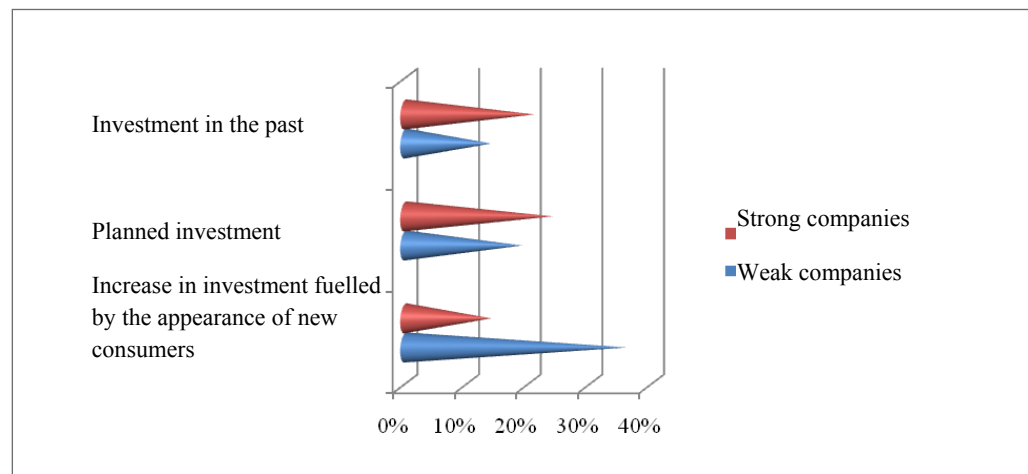 Investment in the past
Planned investment
Increase in investment fuelled
by the appearance of new
consumers
Strong companies
Weak companies
0% 10% 20% 30% 40%